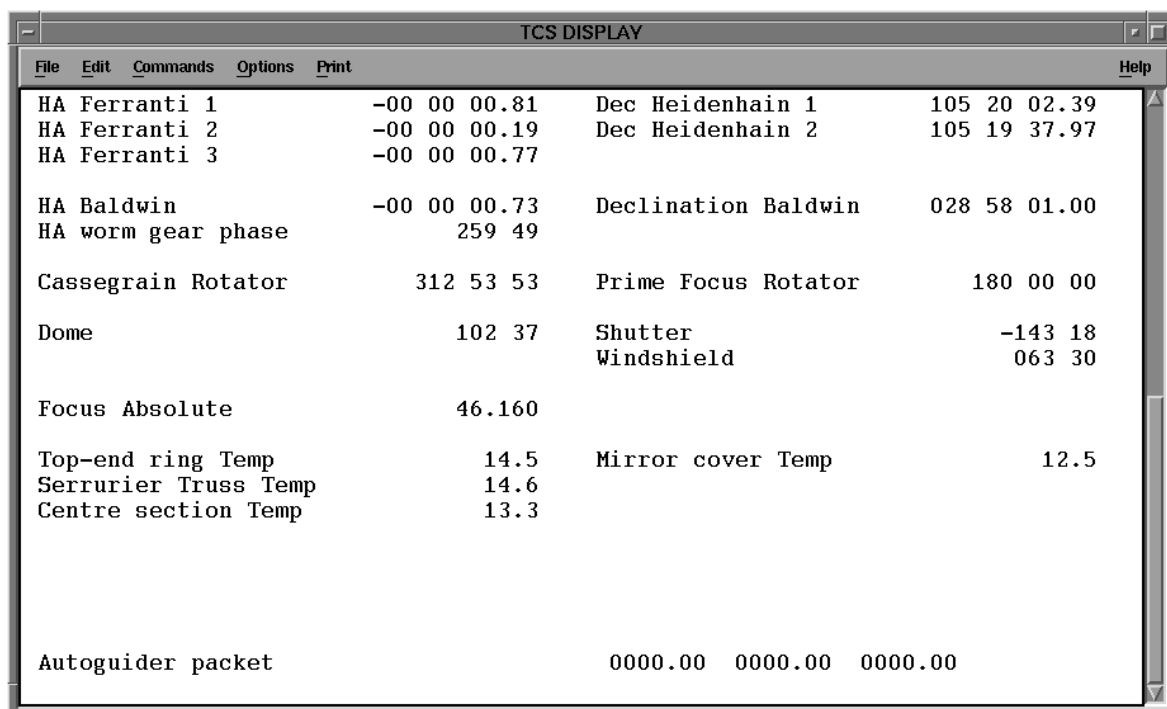 TCS DISPLAY
File Edit Commands Options Print Help
HA Ferranti 1 -00 00 00.81 Dec Heidenhain 1 105 20 02.39
HA Ferranti 2 -00 00 00.19 Dec Heidenhain 2 105 19 37.97
HA Ferranti 3 -00 00 00.77
HA Baldwin -00 00 00.73 Declination Baldwin 028 58 01.00
HA worm gear phase 259 49
Cassegrain Rotator 312 53 53 Prime Focus Rotator 180 00 00
Dome 102 37 Shutter -143 18
Windshield 063 30
Focus Absolute 46.160
Top-end ring Temp 14.5 Mirror cover Temp 12.5
Serrurier Truss Temp 14.6
Centre section Temp 13.3
Autoguider packet 0000.00 0000.00 0000.00